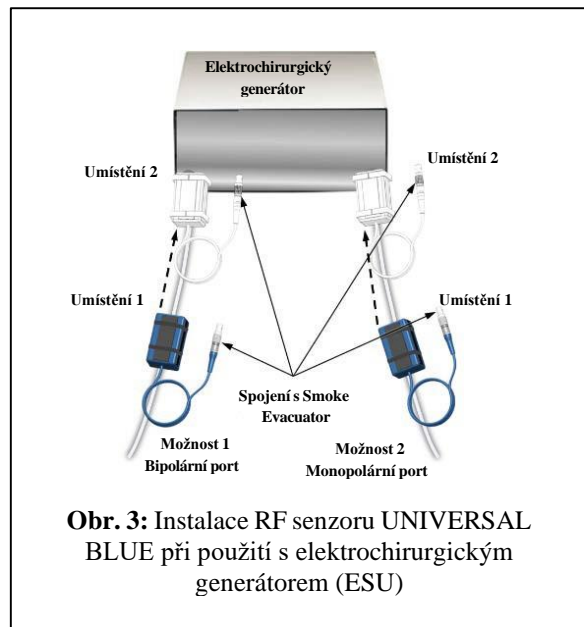 Elektrochirurgický
generátor
Umístění 2
Umístění 2
Umístění 1
Umístění 1
Spojení s Smoke
Evacuator
Možnost 1
Bipolární port
Možnost 2
Monopolární port
Obr. 3: Instalace RF senzoru UNIVERSAL
BLUE při použití s elektrochirurgickým
generátorem (ESU)